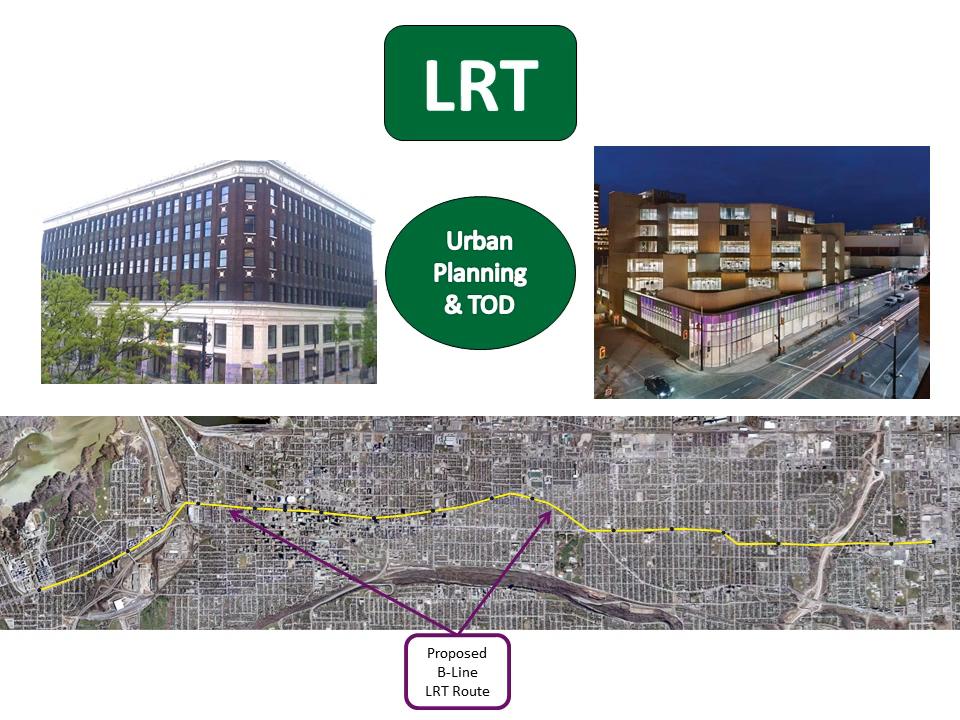 LRT
Urban
Planning
& TOD
Proposed
B-Line
LRT Route